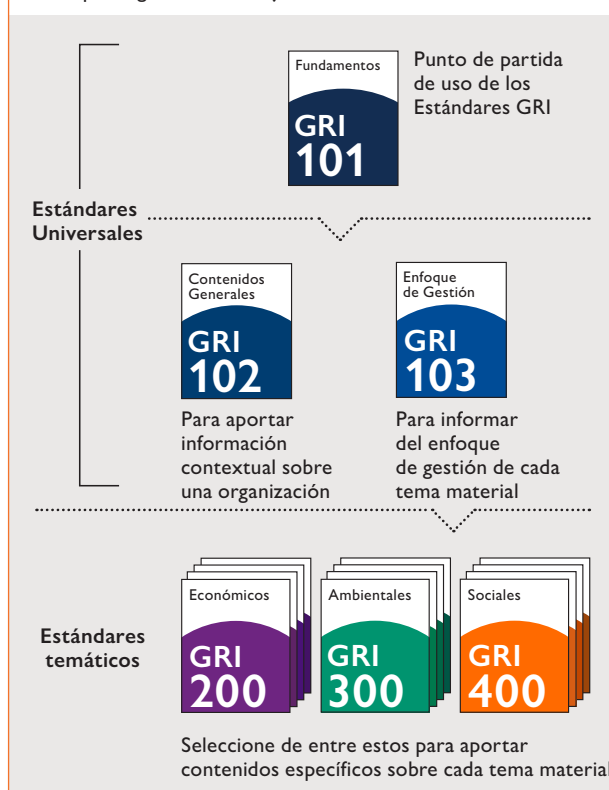 Fundamentos
GRI
101
Punto de partida
de uso de los
Estándares GRI
Estándares
Universales
Contenidos
Generales
GRI
102
Para aportar
información
contextual sobre
una organización
Enfoque
de Gestión
GRI
103
Para informar
del enfoque
de gestión de cada
tema material
Estándares
temáticos
Económicos
GRI
200
Ambientales
GRI
300
Sociales
GRI
400
Seleccione de entre estos para aportar
contenidos específicos sobre cada tema material